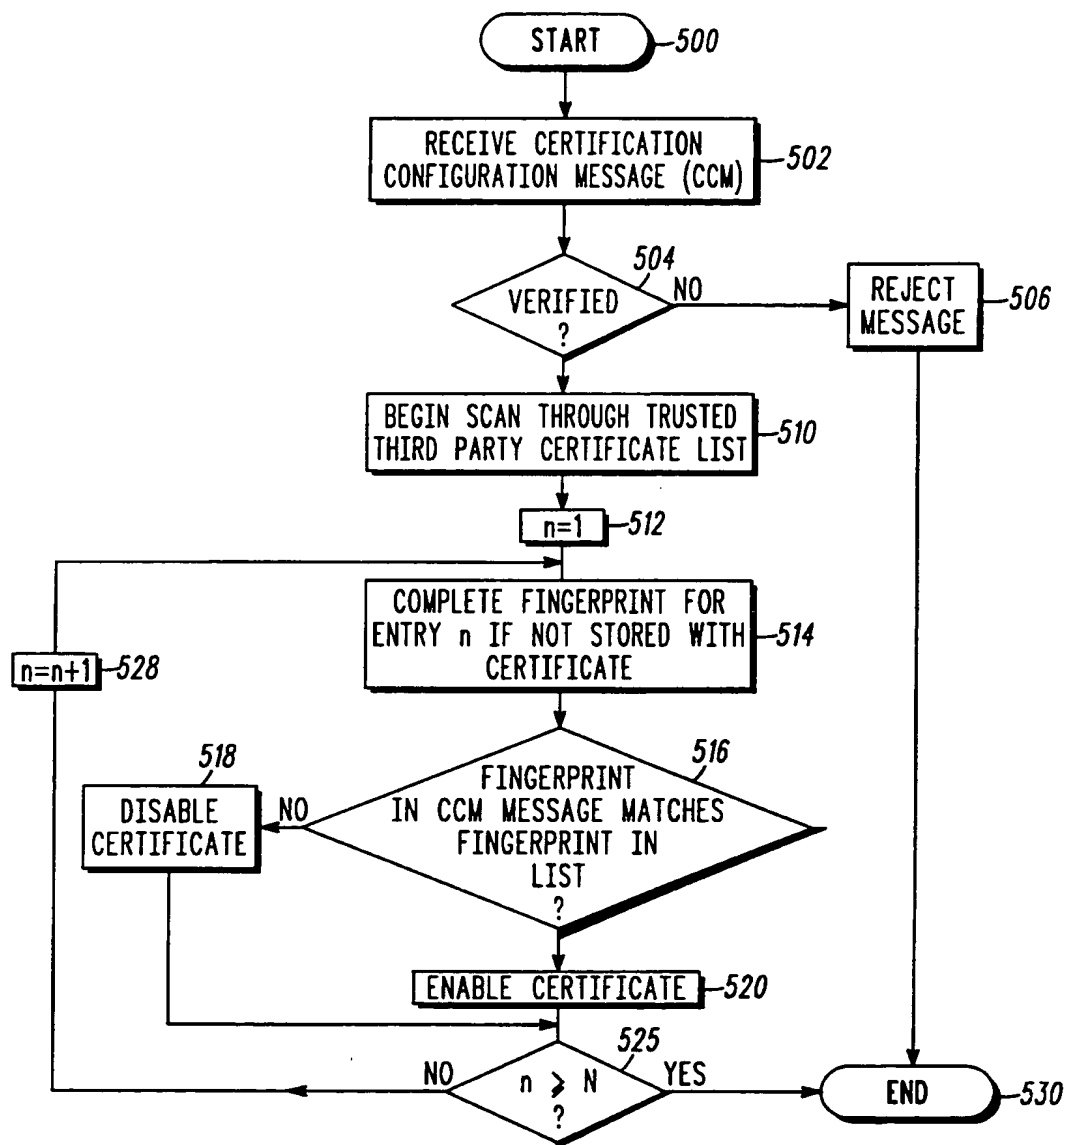 START
500
RECEIVE CERTIFICATION
CONFIGURATION MESSAGE (CCM)
502
504
VERIFIED
?
NO
REJECT
MESSAGE
506
BEGIN SCAN THROUGH TRUSTED
THIRD PARTY CERTIFICATE LIST
510
n=1
512
COMPLETE FINGERPRINT FOR
ENTRY n IF NOT STORED WITH
CERTIFICATE
514
n=n+1
528
516
FINGERPRINT
IN CCM MESSAGE MATCHES
FINGERPRINT IN
LIST
?
NO
518
DISABLE
CERTIFICATE
ENABLE CERTIFICATE
520
525
n ⩾ N
?
NO
YES
END
530